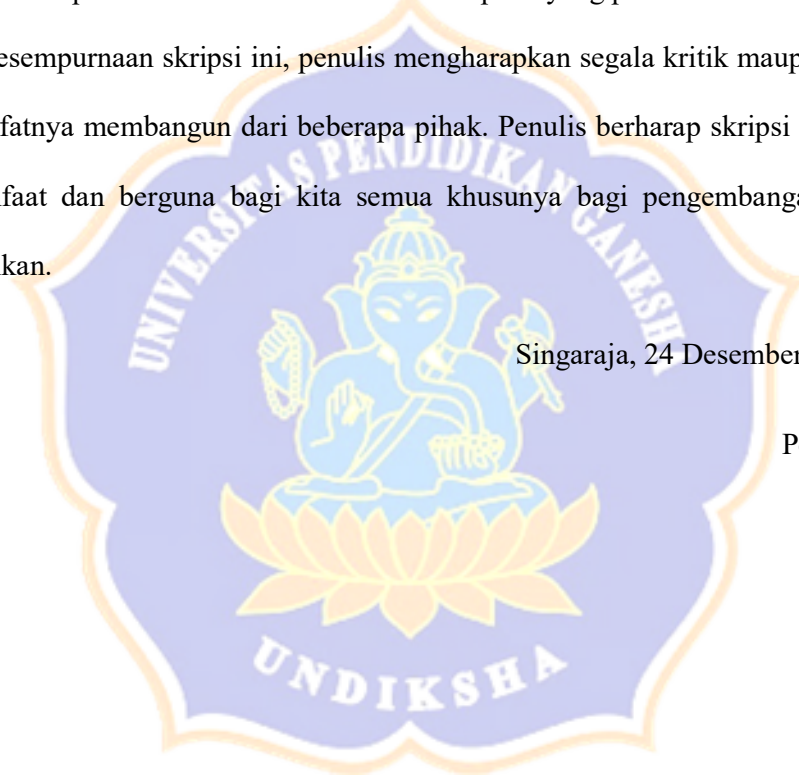 esempurnaan skripsi ini, penulis mengharapkan segala kritik maup
fatnya membangun dari beberapa pihak. Penulis berharap skripsi
faat dan berguna bagi kita semua khusunya bagi pengembanga
kan.
Singaraja, 24 Desember
P
UNIVERSITAS PENDIDIKAN GANESH
UNDIKSHA